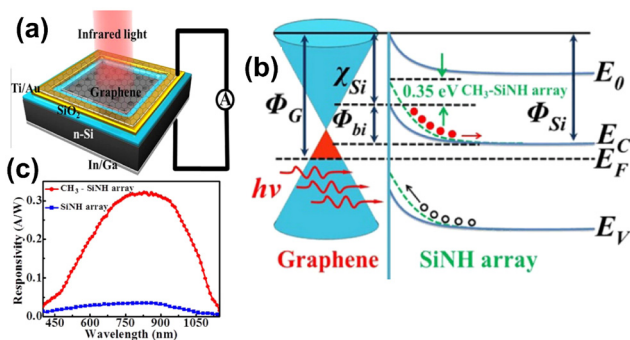 (a)
Infrared light
Graphene
Ti/Au
SiO₂
n-Si
In/Ga
A
(b)
χSi
0.35 eV CH₃-SiNH array
E₀
ΦG
Φbi
ΦSi
EC
EF
hν
EV
Graphene
SiNH array
(c)
CH₃ - SiNH array
SiNH array
Responsivity (A/W)
0.3
0.2
0.1
0
450 600 750 900 1050
Wavelength (nm)